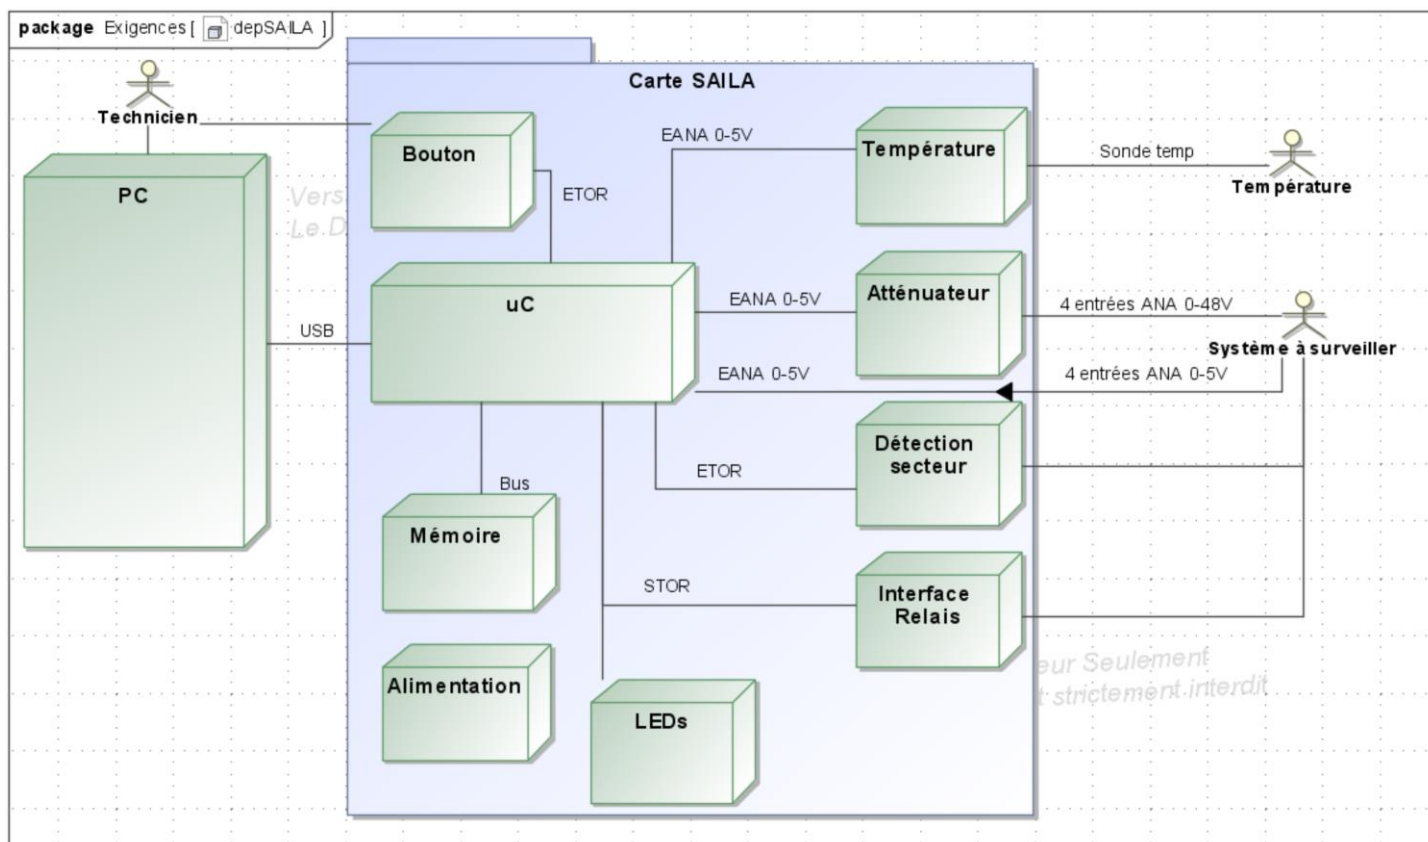 package Exigences [ depSAILA ]
Carte SAILA
Technicien
PC
Bouton
EANA 0-5V
Température
Sonde temp
Température
ETOR
Vers
Le D
uC
EANA 0-5V
Atténuateur
4 entrées ANA 0-48V
Système à surveiller
USB
EANA 0-5V
4 entrées ANA 0-5V
Détection
secteur
ETOR
Bus
Mémoire
STOR
Interface
Relais
Alimentation
LEDs
eur Seulement
t strictement interdit